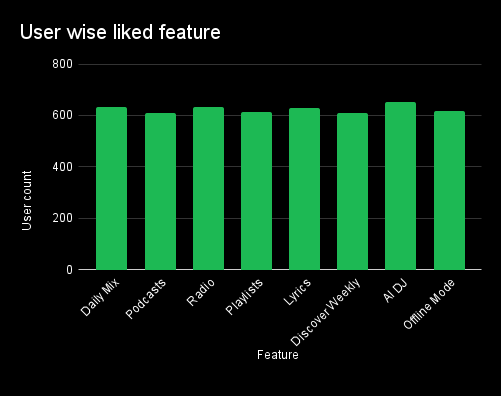 User wise liked feature
800
600
400
200
0
User count
Daily Mix
Podcasts
Radio
Playlists
Lyrics
Discover Weekly
AI DJ
Offline Mode
Feature